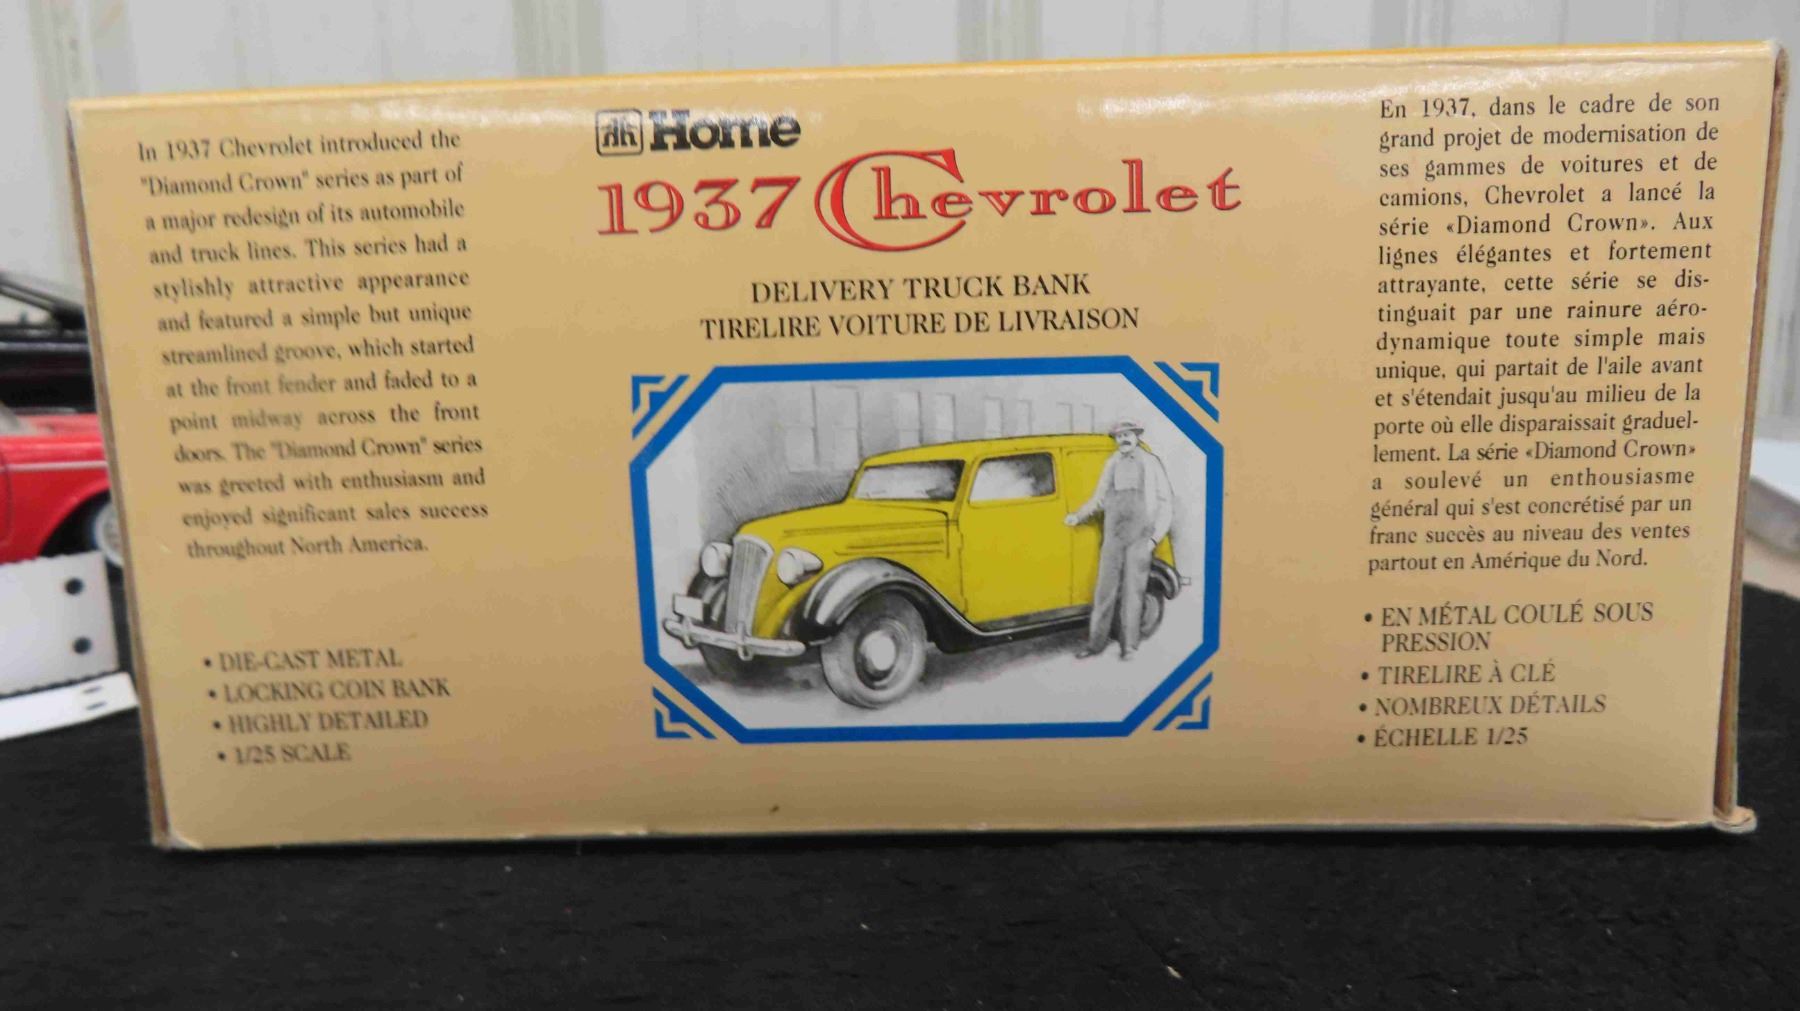 In 1937 Chevrolet introduced the
"Diamond Crown" series as part of
a major redesign of its automobile
and truck lines. This series had a
stylishly attractive appearance
and featured a simple but unique
streamlined groove, which started
at the front fender and faded to a
point midway across the front
doors. The "Diamond Crown" series
was greeted with enthusiasm and
enjoyed significant sales success
throughout North America.
• DIE-CAST METAL
• LOCKING COIN BANK
• HIGHLY DETAILED
• 1/25 SCALE
hh Home
1937 Chevrolet
DELIVERY TRUCK BANK
TIRELIRE VOITURE DE LIVRAISON
En 1937, dans le cadre de son
grand projet de modernisation de
ses gammes de voitures et de
camions, Chevrolet a lancé la
série «Diamond Crown». Aux
lignes élégantes et fortement
attrayante, cette série se dis-
tinguait par une rainure aéro-
dynamique toute simple mais
unique, qui partait de l'aile avant
et s'étendait jusqu'au milieu de la
porte où elle disparaissait graduel-
lement. La série «Diamond Crown»
a soulevé un enthousiasme
général qui s'est concrétisé par un
franc succès au niveau des ventes
partout en Amérique du Nord.
• EN MÉTAL COULÉ SOUS
PRESSION
• TIRELIRE À CLÉ
• NOMBREUX DÉTAILS
• ÉCHELLE 1/25